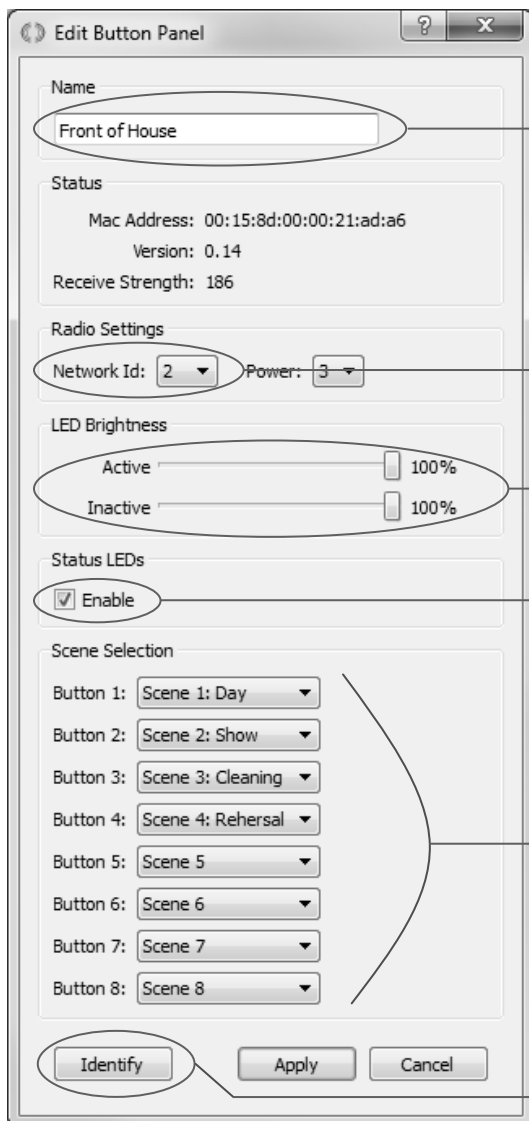 Edit Button Panel
Name
Front of House
Status
Mac Address: 00:15:8d:00:00:21:ad:a6
Version: 0.14
Receive Strength: 186
Radio Settings
Network Id: 2 Power: 3
LED Brightness
Active 100%
Inactive 100%
Status LEDs
Enable
Scene Selection
Button 1: Scene 1: Day
Button 2: Scene 2: Show
Button 3: Scene 3: Cleaning
Button 4: Scene 4: Rehersal
Button 5: Scene 5
Button 6: Scene 6
Button 7: Scene 7
Button 8: Scene 8
Identify Apply Cancel